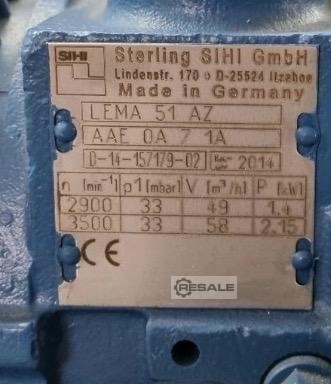 SIHI Sterling SIHI GmbH
Lindenstr. 170 o D-25524 Itzehoe
Made in Germany
LEMA 51 AZ
AAE 0A 7 1A
D-14-157179-02 2014
n [min⁻¹] p1 [mbar] V [m³/h] P [kW]
2900 33 49 1.4
3500 33 58 2.15
CE
RESALE